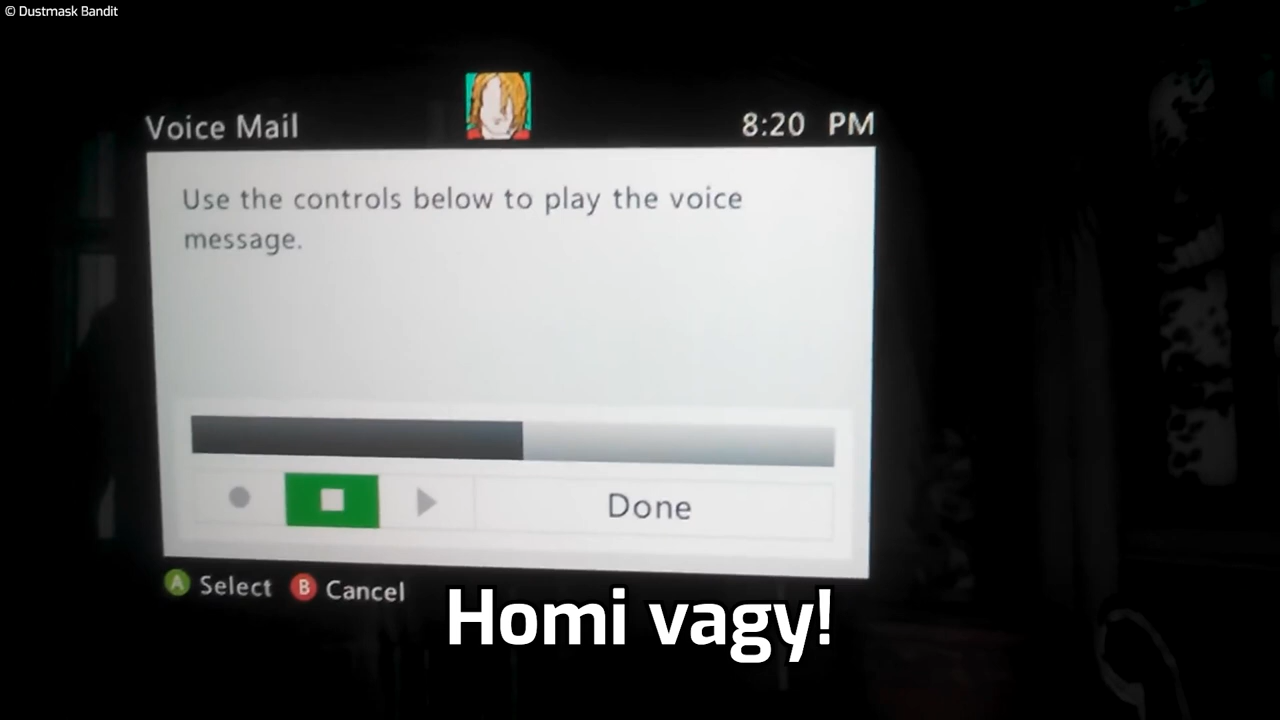 © Dustmask Bandit
Voice Mail
8:20 PM
Use the controls below to play the voice
message.
Done
A Select B Cancel
Homi vagy!